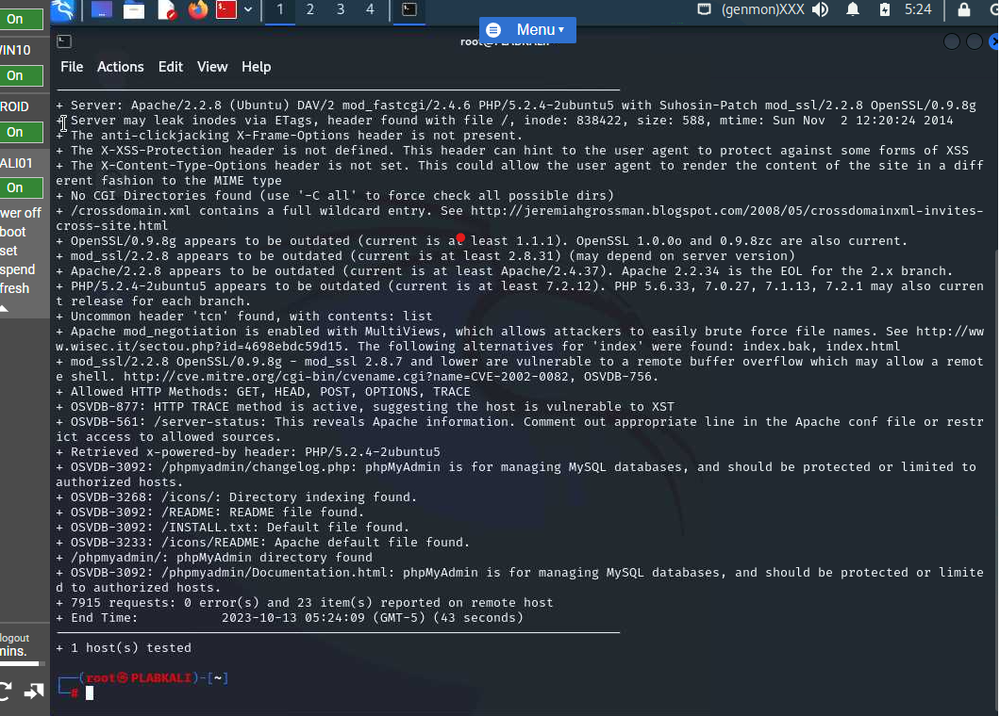 On
1
2
3
4
(genmon)XXX
5:24
Menu
IN10
On
File Actions Edit View Help
ROID
On
ALI01
On
wer off
boot
set
spend
fresh
+ Server: Apache/2.2.8 (Ubuntu) DAV/2 mod_fastcgi/2.4.6 PHP/5.2.4-2ubuntu5 with Suhosin-Patch mod_ssl/2.2.8 OpenSSL/0.9.8g
+ Server may leak inodes via ETags, header found with file /, inode: 838422, size: 588, mtime: Sun Nov  2 12:20:24 2014
+ The anti-clickjacking X-Frame-Options header is not present.
+ The X-XSS-Protection header is not defined. This header can hint to the user agent to protect against some forms of XSS
+ The X-Content-Type-Options header is not set. This could allow the user agent to render the content of the site in a diff
erent fashion to the MIME type
+ No CGI Directories found (use '-C all' to force check all possible dirs)
+ /crossdomain.xml contains a full wildcard entry. See http://jeremiahgrossman.blogspot.com/2008/05/crossdomainxml-invites-
cross-site.html
+ OpenSSL/0.9.8g appears to be outdated (current is at least 1.1.1). OpenSSL 1.0.0o and 0.9.8zc are also current.
+ mod_ssl/2.2.8 appears to be outdated (current is at least 2.8.31) (may depend on server version)
+ Apache/2.2.8 appears to be outdated (current is at least Apache/2.4.37). Apache 2.2.34 is the EOL for the 2.x branch.
+ PHP/5.2.4-2ubuntu5 appears to be outdated (current is at least 7.2.12). PHP 5.6.33, 7.0.27, 7.1.13, 7.2.1 may also curren
t release for each branch.
+ Uncommon header 'tcn' found, with contents: list
+ Apache mod_negotiation is enabled with MultiViews, which allows attackers to easily brute force file names. See http://ww
w.wisec.it/sectou.php?id=4698ebdc59d15. The following alternatives for 'index' were found: index.bak, index.html
+ mod_ssl/2.2.8 OpenSSL/0.9.8g - mod_ssl 2.8.7 and lower are vulnerable to a remote buffer overflow which may allow a remot
e shell. http://cve.mitre.org/cgi-bin/cvename.cgi?name=CVE-2002-0082, OSVDB-756.
+ Allowed HTTP Methods: GET, HEAD, POST, OPTIONS, TRACE
+ OSVDB-877: HTTP TRACE method is active, suggesting the host is vulnerable to XST
+ OSVDB-561: /server-status: This reveals Apache information. Comment out appropriate line in the Apache conf file or restr
ict access to allowed sources.
+ Retrieved x-powered-by header: PHP/5.2.4-2ubuntu5
+ OSVDB-3092: /phpmyadmin/changelog.php: phpMyAdmin is for managing MySQL databases, and should be protected or limited to
authorized hosts.
+ OSVDB-3268: /icons/: Directory indexing found.
+ OSVDB-3092: /README: README file found.
+ OSVDB-3092: /INSTALL.txt: Default file found.
+ OSVDB-3233: /icons/README: Apache default file found.
+ /phpmyadmin/: phpMyAdmin directory found
+ OSVDB-3092: /phpmyadmin/Documentation.html: phpMyAdmin is for managing MySQL databases, and should be protected or limite
d to authorized hosts.
+ 7915 requests: 0 error(s) and 23 item(s) reported on remote host
+ End Time:           2023-10-13 05:24:09 (GMT-5) (43 seconds)
+ 1 host(s) tested
logout
mins.
(root㉿PLABKALI)-[~]
#